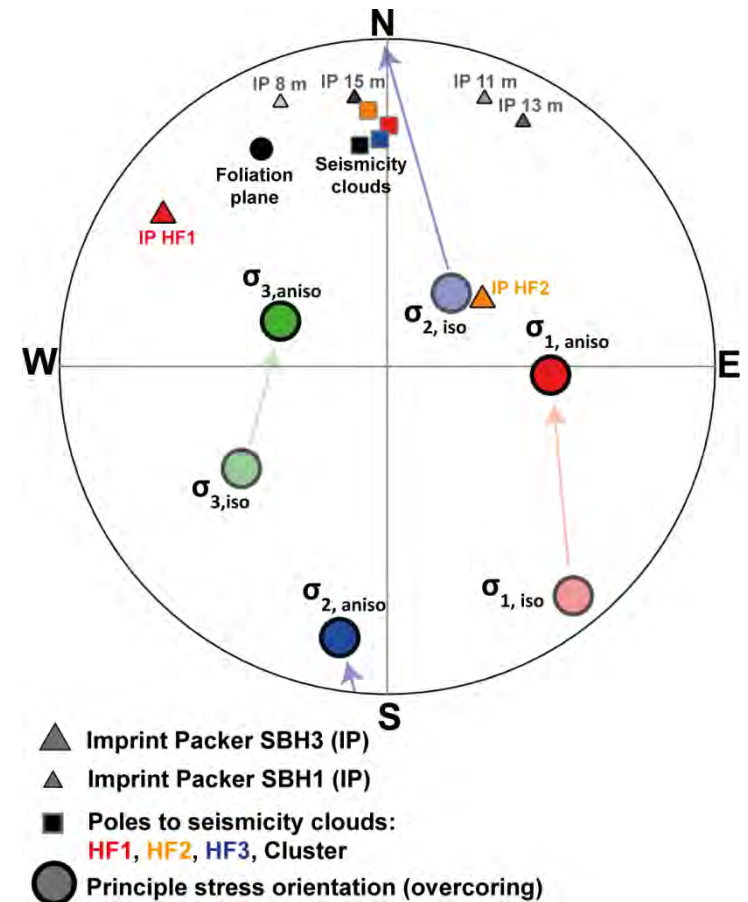 N
IP 8 m
IP 15 m
IP 11 m
IP 13 m
Foliation
plane
Seismicity
clouds
IP HF1
σ3,aniso
IP HF2
σ2, iso
σ1, aniso
W
E
σ3,iso
σ1, iso
σ2, aniso
S
Imprint Packer SBH3 (IP)
Imprint Packer SBH1 (IP)
Poles to seismicity clouds:
HF1, HF2, HF3, Cluster
Principle stress orientation (overcoring)